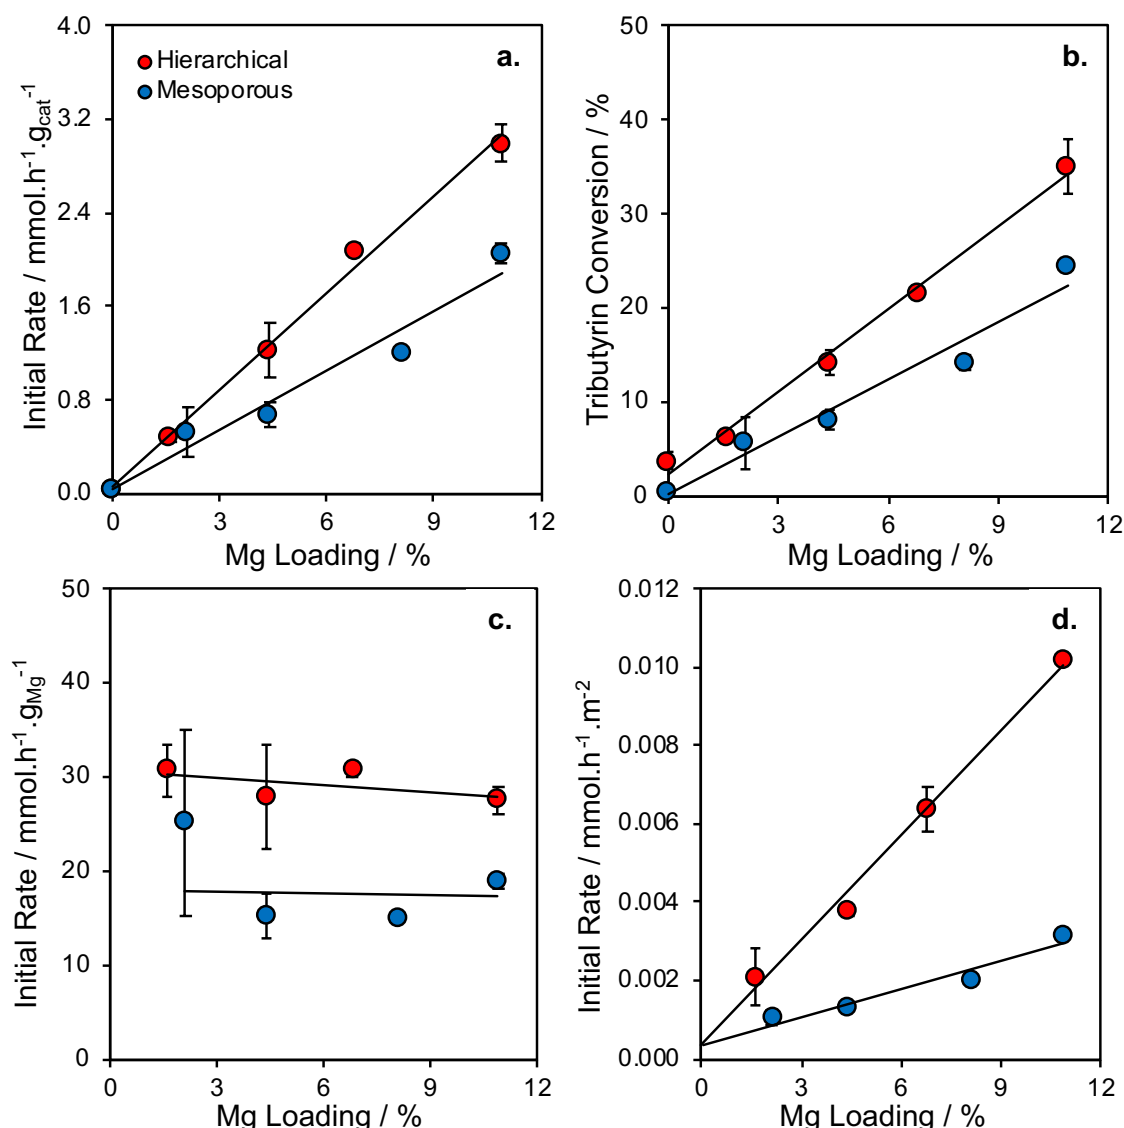 a.
Hierarchical
Mesoporous
4.0
3.2
2.4
1.6
0.8
0.0
0 3 6 9 12
Initial Rate / mmol.h⁻¹.g_cat⁻¹
Mg Loading / %
b.
50
40
30
20
10
0
0 3 6 9 12
Tributyrin Conversion / %
Mg Loading / %
c.
50
40
30
20
10
0
0 3 6 9 12
Initial Rate / mmol.h⁻¹.g_Mg⁻¹
Mg Loading / %
d.
0.012
0.010
0.008
0.006
0.004
0.002
0.000
0 3 6 9 12
Initial Rate / mmol.h⁻¹.m⁻²
Mg Loading / %